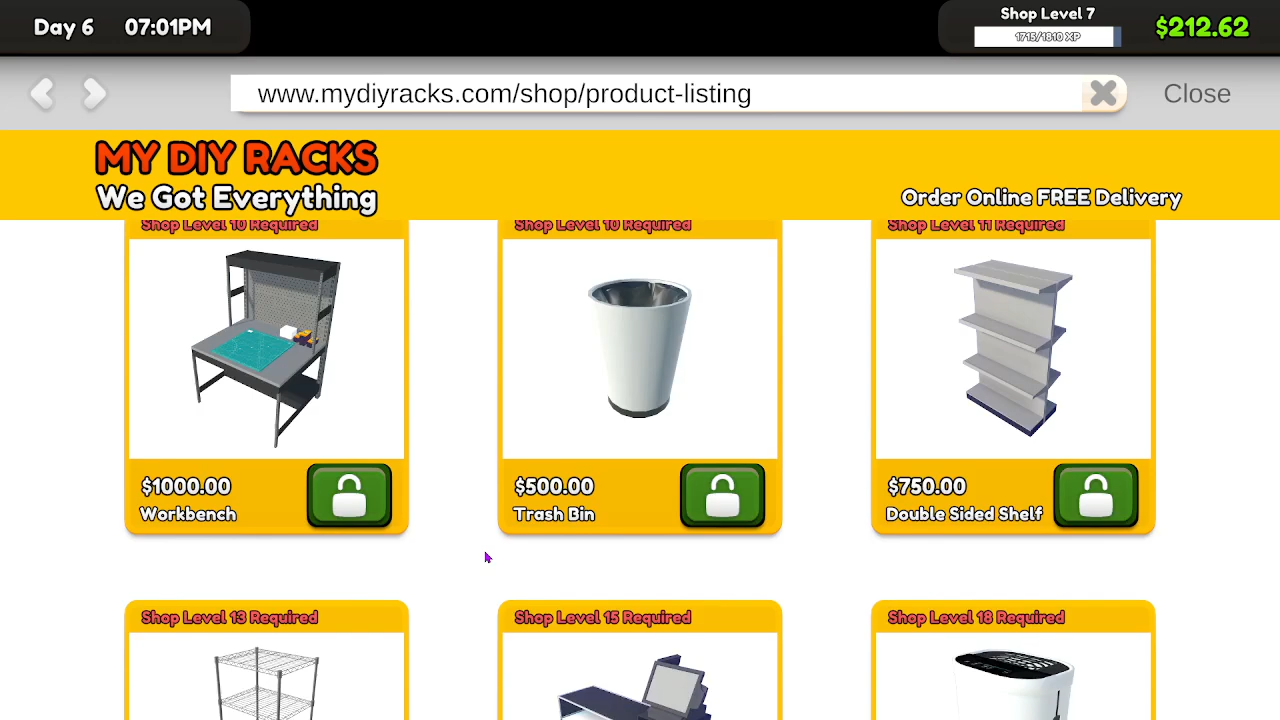 Day 6 07:01PM
Shop Level 7
1715/1810 XP
$212.62
www.mydiyracks.com/shop/product-listing
Close
MY DIY RACKS
We Got Everything
Order Online FREE Delivery
Shop Level 10 Required
Shop Level 10 Required
Shop Level 11 Required
$1000.00
Workbench
$500.00
Trash Bin
$750.00
Double Sided Shelf
Shop Level 13 Required
Shop Level 15 Required
Shop Level 18 Required